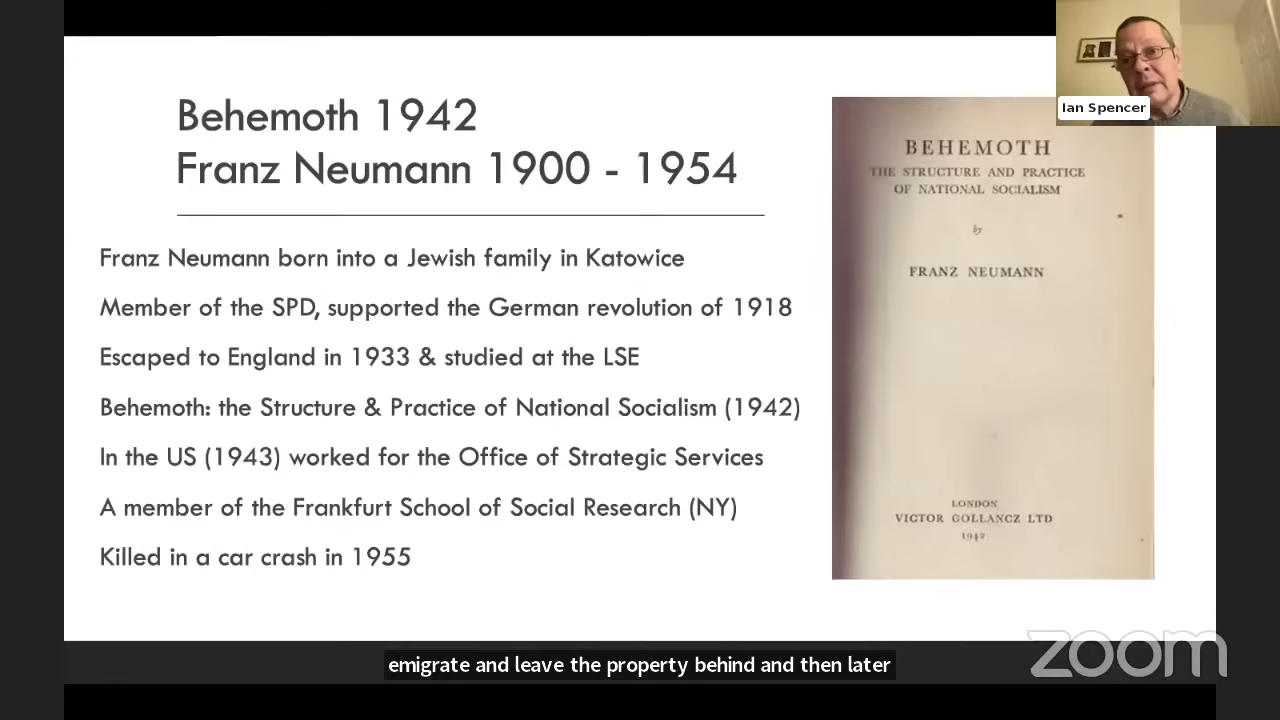 Behemoth 1942
Franz Neumann 1900 - 1954
Franz Neumann born into a Jewish family in Katowice
Member of the SPD, supported the German revolution of 1918
Escaped to England in 1933 & studied at the LSE
Behemoth: the Structure & Practice of National Socialism (1942)
In the US (1943) worked for the Office of Strategic Services
A member of the Frankfurt School of Social Research (NY)
Killed in a car crash in 1955
Ian Spencer
BEHEMOTH
THE STRUCTURE AND PRACTICE
OF NATIONAL SOCIALISM
by
FRANZ NEUMANN
LONDON
VICTOR GOLLANCZ LTD
1942
emigrate and leave the property behind and then later
zoom